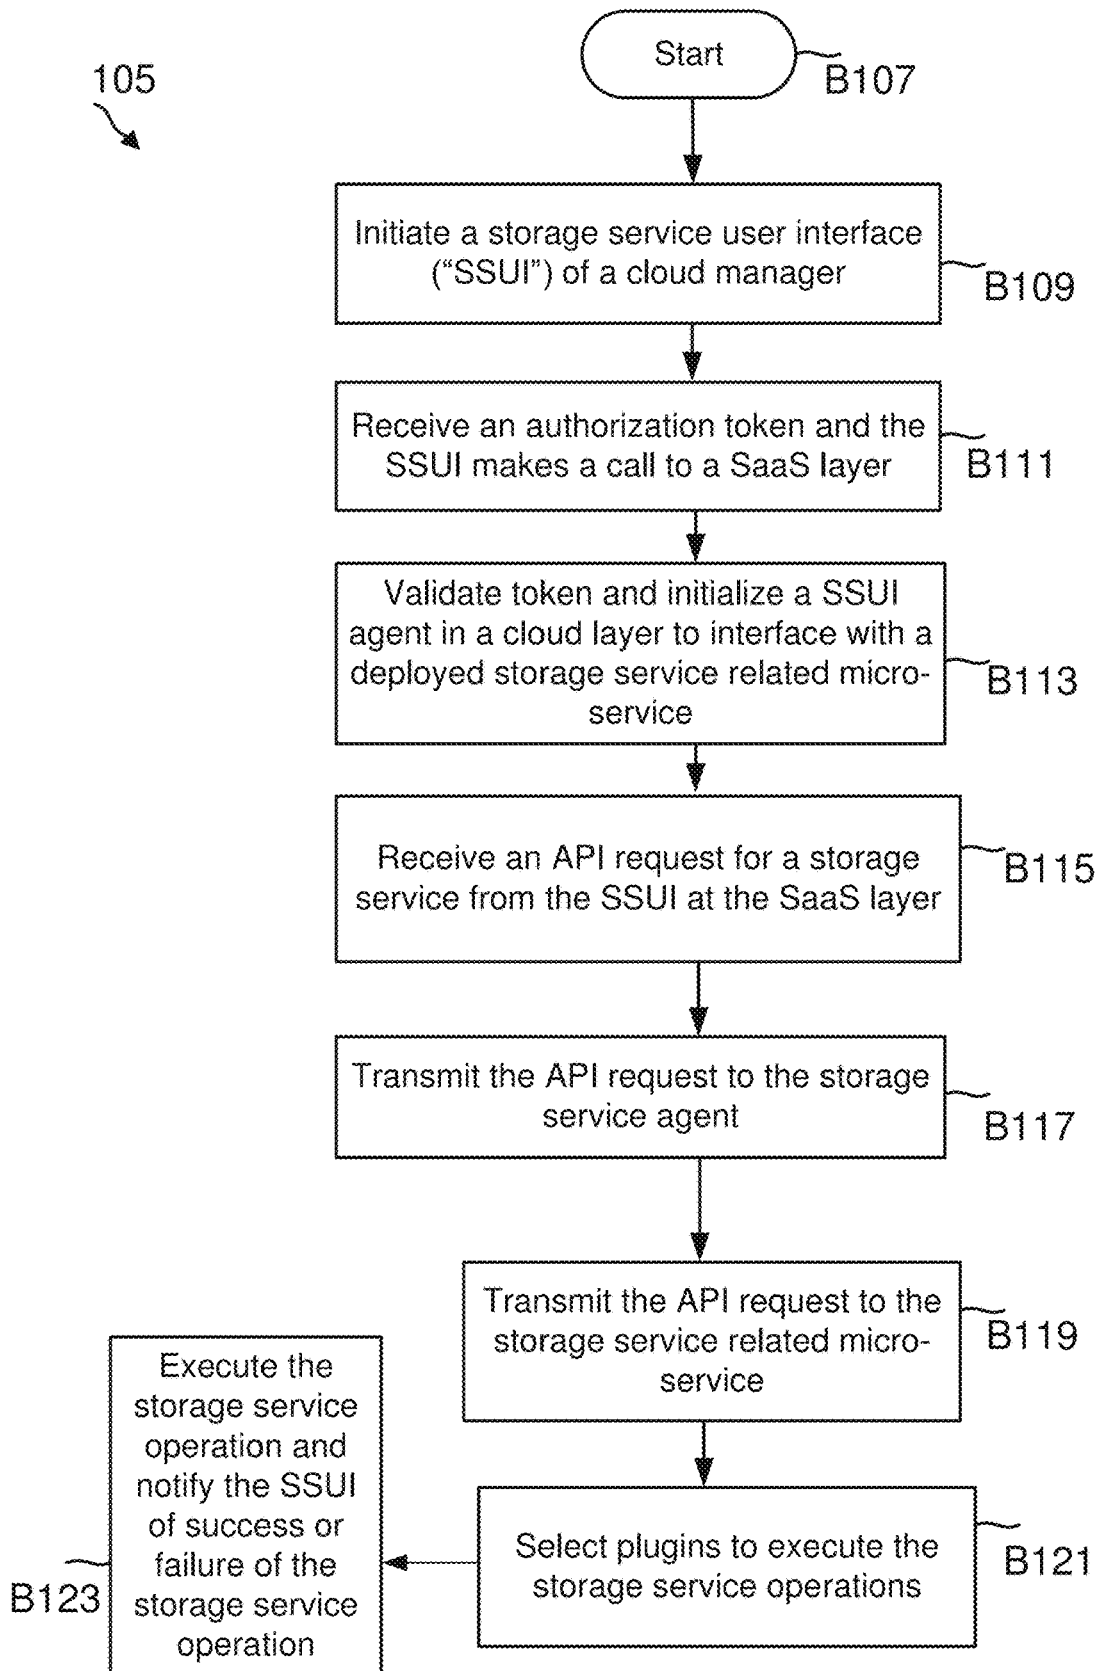 Start
B107
105
Initiate a storage service user interface
(“SSUI”) of a cloud manager
B109
Receive an authorization token and the
SSUI makes a call to a SaaS layer
B111
Validate token and initialize a SSUI
agent in a cloud layer to interface with a
deployed storage service related micro-
service
B113
Receive an API request for a storage
service from the SSUI at the SaaS layer
B115
Transmit the API request to the storage
service agent
B117
Transmit the API request to the
storage service related micro-
service
B119
Select plugins to execute the
storage service operations
B121
Execute the
storage service
operation and
notify the SSUI
of success or
failure of the
storage service
operation
B123